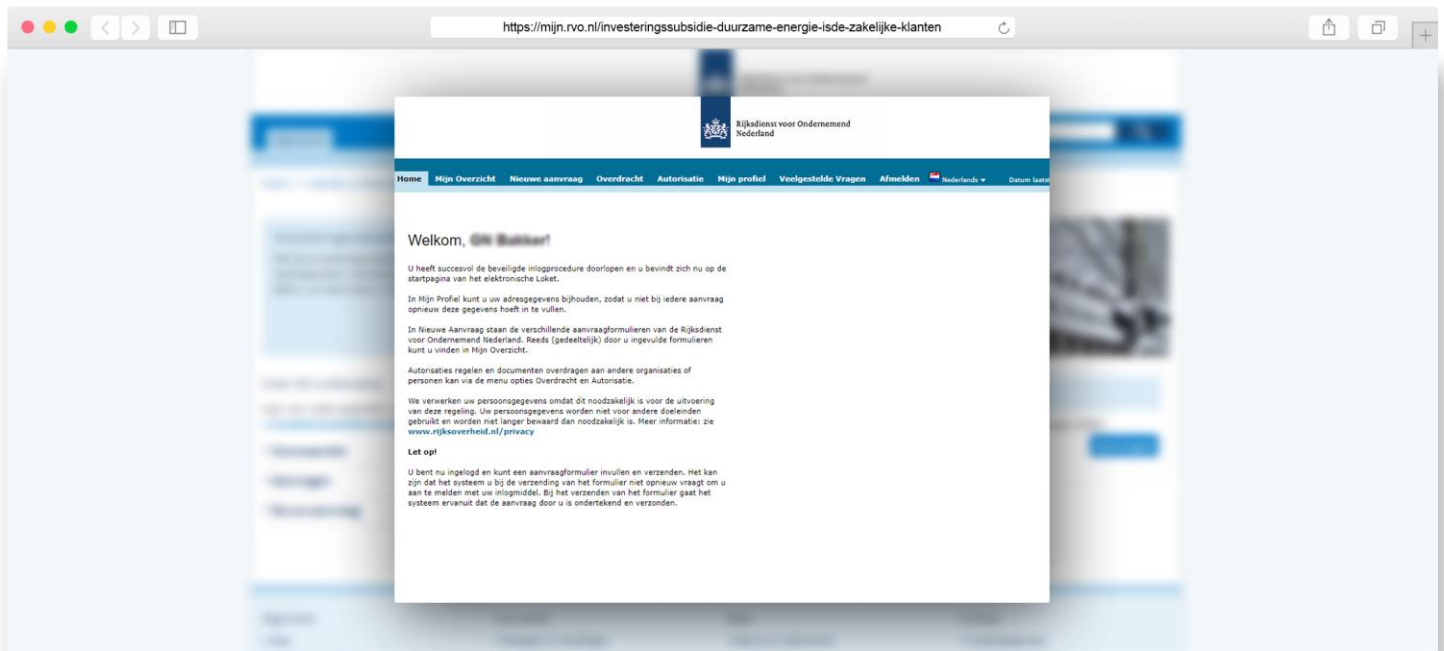 https://mijn.rvo.nl/investeringssubsidie-duurzame-energie-isde-zakelijke-klanten
Rijksdienst voor Ondernemend
Nederland
Home Mijn Overzicht Nieuwe aanvraag Overdracht Autorisatie Mijn profiel Veelgestelde Vragen Afmelden Nederlands Datum laatst
Welkom,
U heeft succesvol de beveiligde inlogprocedure doorlopen en u bevindt zich nu op de
startpagina van het elektronische Loket.
In Mijn Profiel kunt u uw adresgegevens bijhouden, zodat u niet bij iedere aanvraag
opnieuw deze gegevens hoeft in te vullen.
In Nieuwe Aanvraag staan de verschillende aanvraagformulieren van de Rijksdienst
voor Ondernemend Nederland. Reeds (gedeeltelijk) door u ingevulde formulieren
kunt u vinden in Mijn Overzicht.
Autorisaties regelen en documenten overdragen aan andere organisaties of
personen kan via de menu opties Overdracht en Autorisatie.
We verwerken uw persoonsgegevens omdat dit noodzakelijk is voor de uitvoering
van deze regeling. Uw persoonsgegevens worden niet voor andere doeleinden
gebruikt en worden niet langer bewaard dan noodzakelijk is. Meer informatie: zie
www.rijksoverheid.nl/privacy
Let op!
U bent nu ingelogd en kunt een aanvraagformulier invullen en verzenden. Het kan
zijn dat het systeem u bij de verzending van het formulier niet opnieuw vraagt om u
aan te melden met uw inlogmiddel. Bij het verzenden van het formulier gaat het
systeem ervanuit dat de aanvraag door u is ondertekend en verzonden.